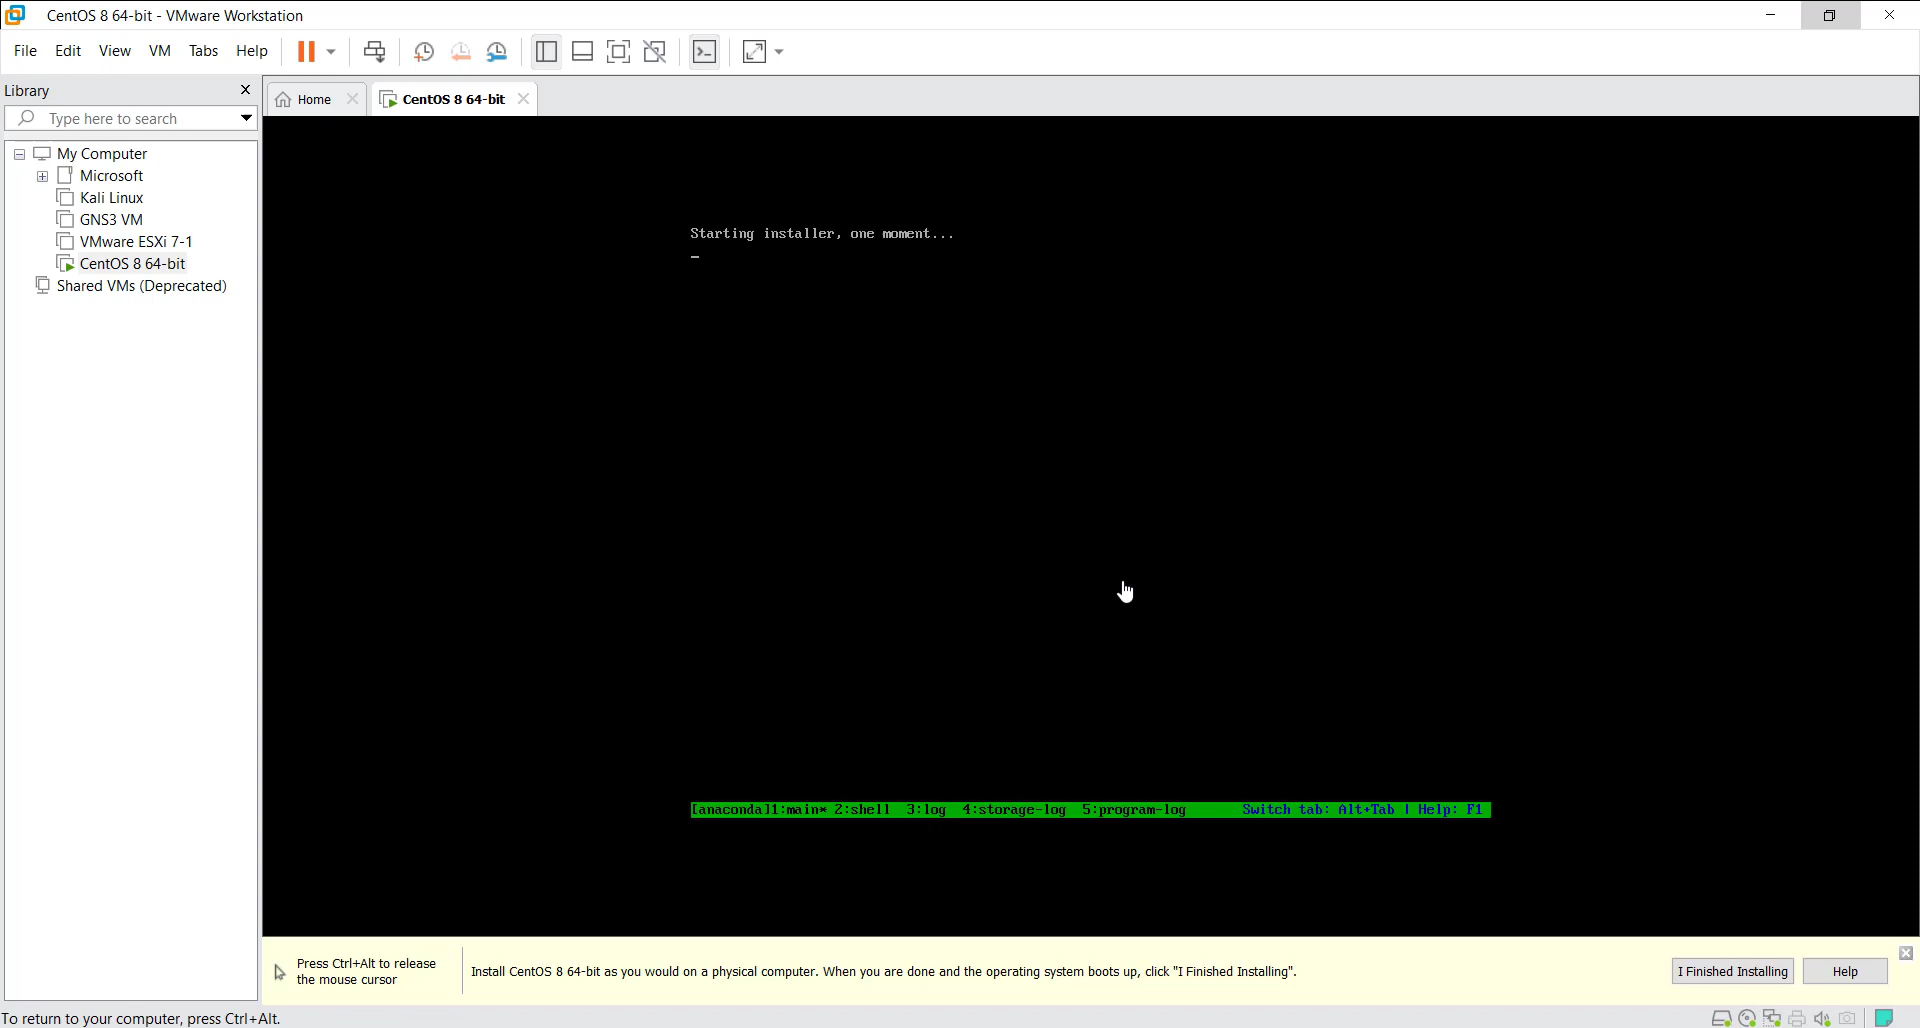 CentOS 8 64-bit - VMware Workstation
File Edit View VM Tabs Help
Library
Home
CentOS 8 64-bit
Type here to search
My Computer
Microsoft
Kali Linux
GNS3 VM
VMware ESXi 7-1
CentOS 8 64-bit
Shared VMs (Deprecated)
Starting installer, one moment...
[anaconda]1:main* 2:shell 3:log 4:storage-log 5:program-log Switch tab: Alt+Tab | Help: F1
Press Ctrl+Alt to release
the mouse cursor
Install CentOS 8 64-bit as you would on a physical computer. When you are done and the operating system boots up, click "I Finished Installing".
I Finished Installing
Help
To return to your computer, press Ctrl+Alt.